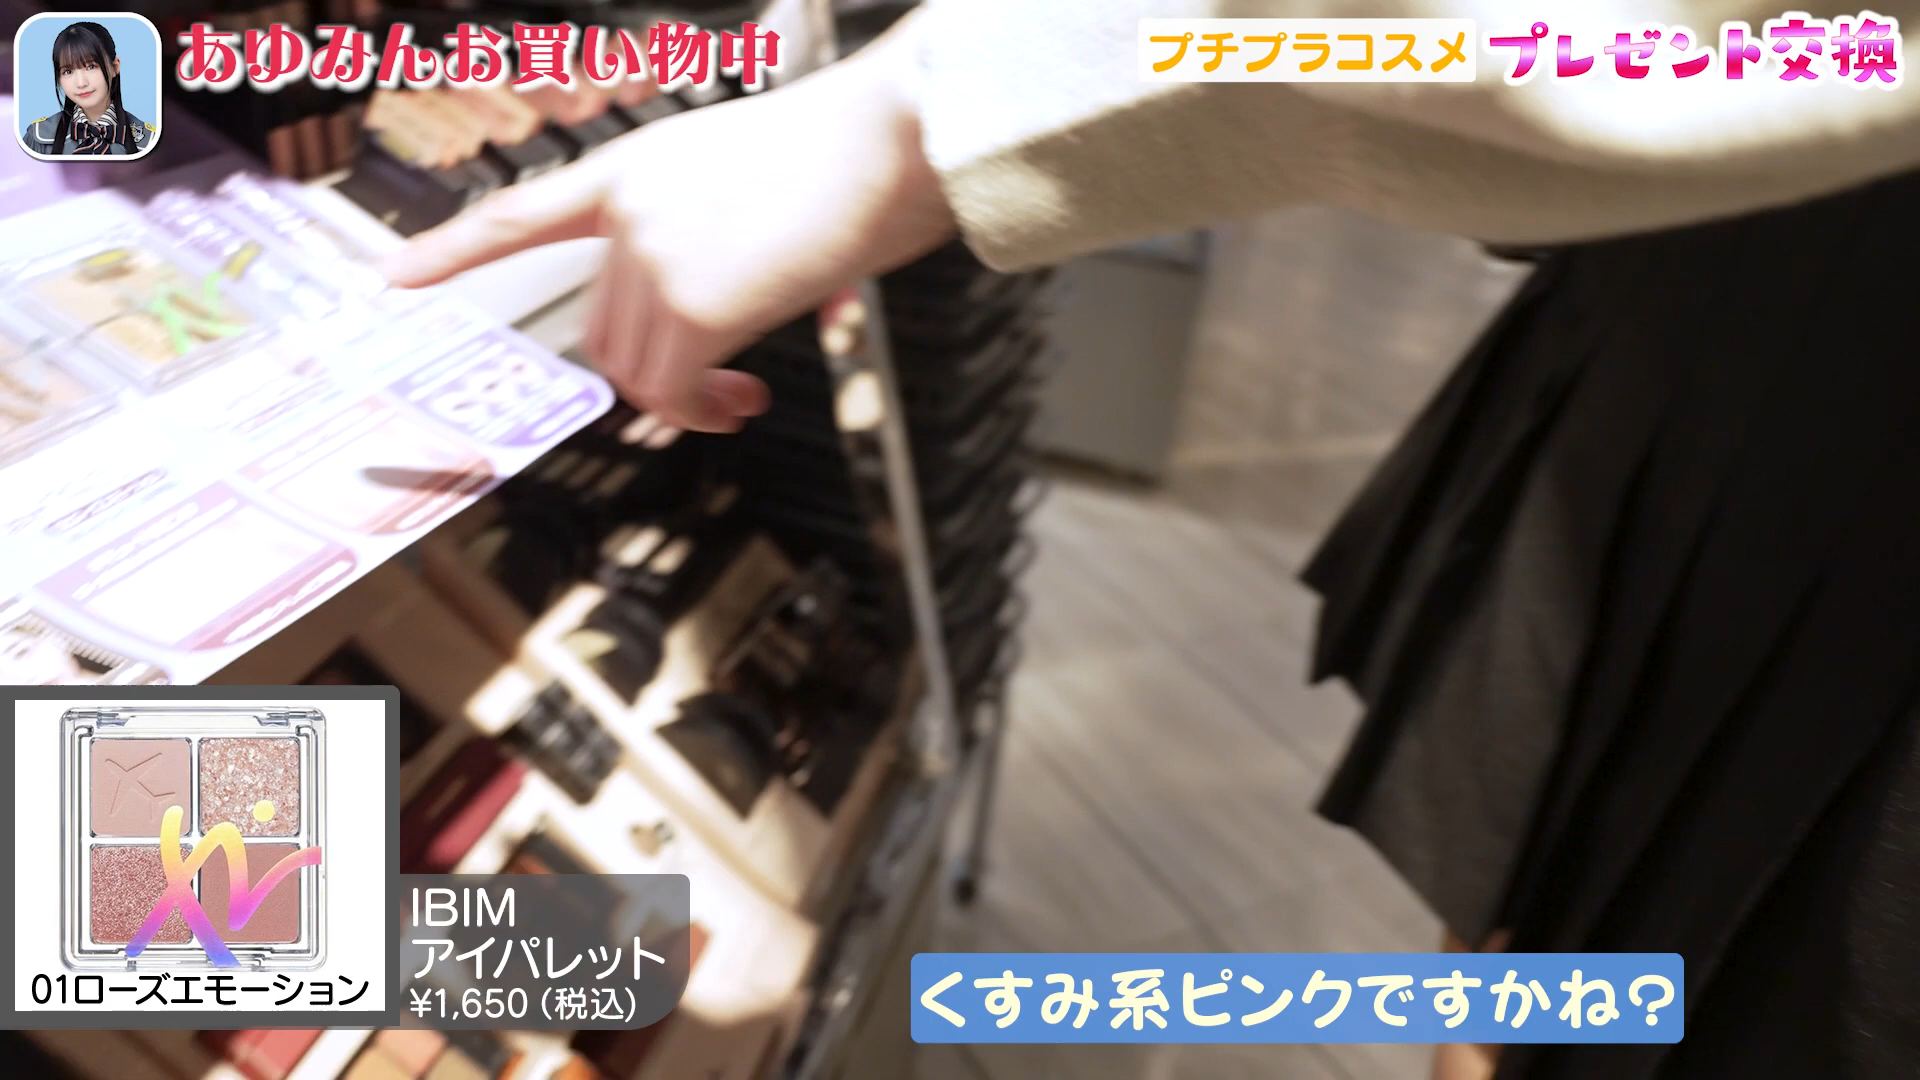 あゆみんお買い物中
プチプラコスメ プレゼント交換
01ローズエモーション
IBIM
アイパレット
¥1,650 (税込)
くすみ系ピンクですかね?